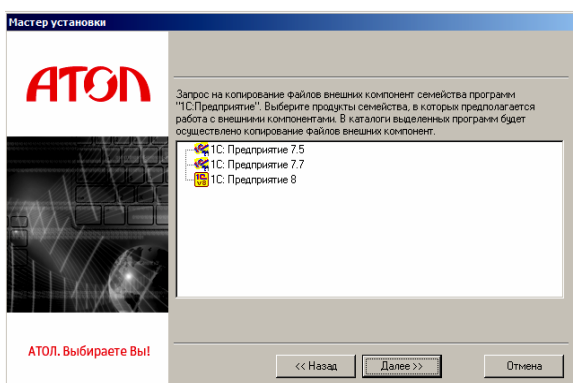 Мастер установки
АТОЛ
Запрос на копирование файлов внешних компонент семейства программ
"1С:Предприятие". Выберите продукты семейства, в которых предполагается
работа с внешними компонентами. В каталоги выделенных программ будет
осуществлено копирование файлов внешних компонент.
1С: Предприятие 7.5
1С: Предприятие 7.7
1С: Предприятие 8
АТОЛ. Выбираете Вы!
<< Назад
Далее >>
Отмена